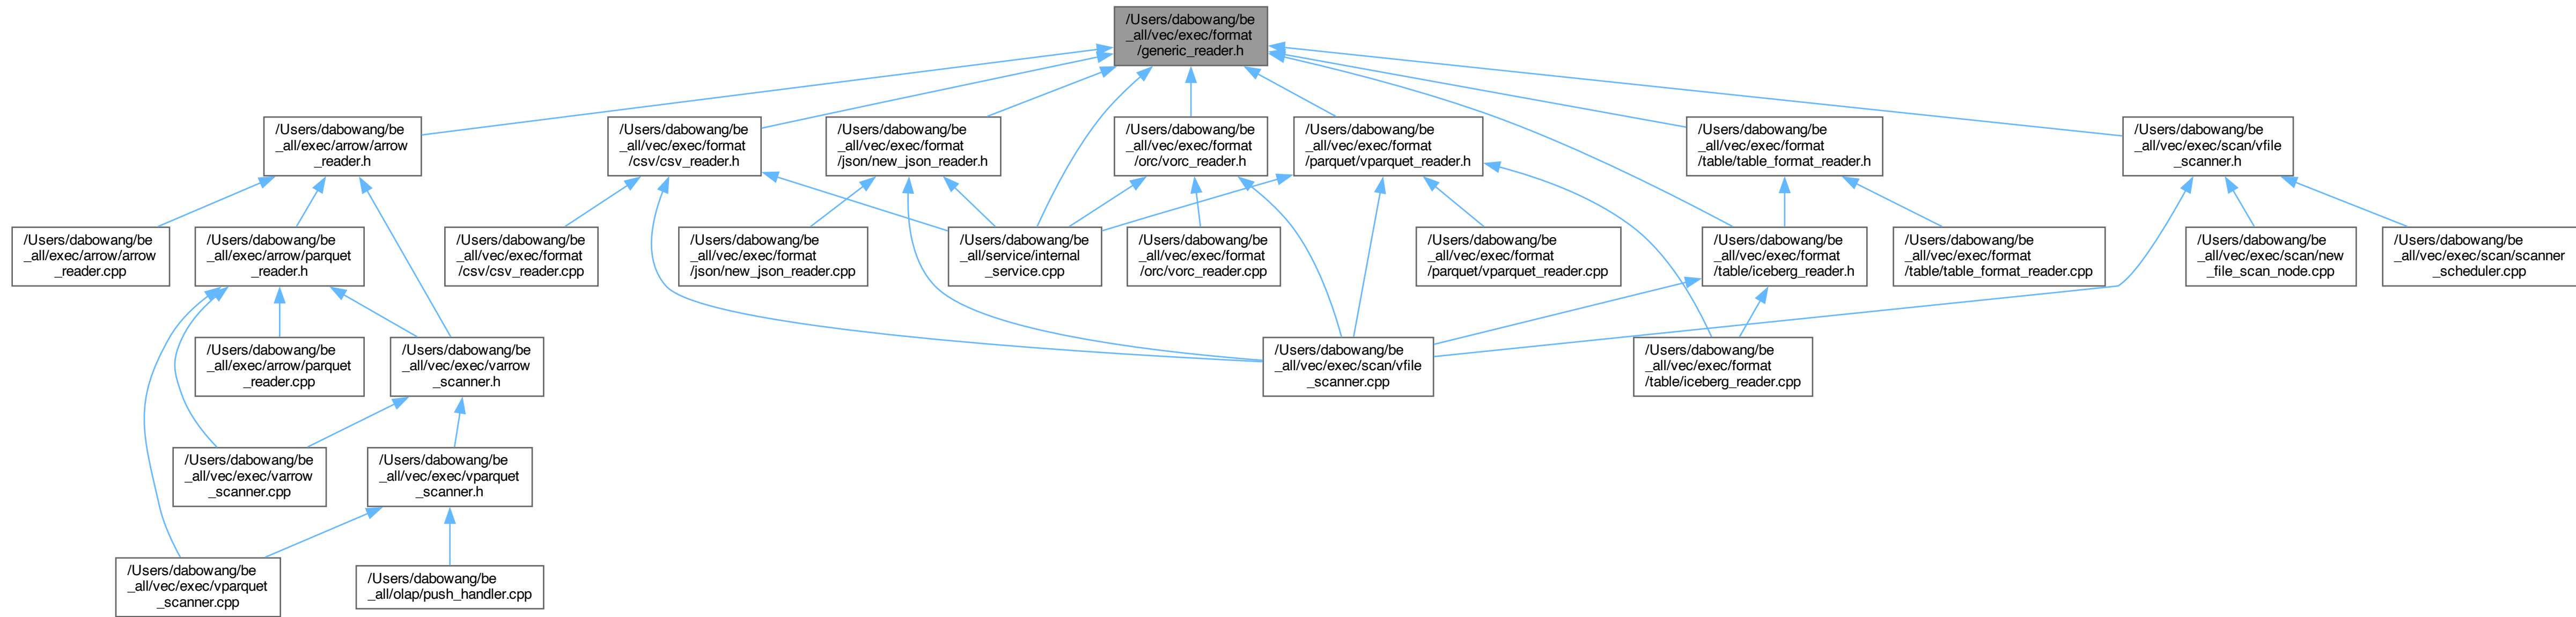 /Users/dabowang/be
_all/vec/exec/format
/generic_reader.h
/Users/dabowang/be
_all/exec/arrow/arrow
_reader.h
/Users/dabowang/be
_all/vec/exec/format
/csv/csv_reader.h
/Users/dabowang/be
_all/vec/exec/format
/json/new_json_reader.h
/Users/dabowang/be
_all/vec/exec/format
/orc/vorc_reader.h
/Users/dabowang/be
_all/vec/exec/format
/parquet/vparquet_reader.h
/Users/dabowang/be
_all/vec/exec/format
/table/table_format_reader.h
/Users/dabowang/be
_all/vec/exec/scan/vfile
_scanner.h
/Users/dabowang/be
_all/exec/arrow/arrow
_reader.cpp
/Users/dabowang/be
_all/exec/arrow/parquet
_reader.h
/Users/dabowang/be
_all/vec/exec/format
/csv/csv_reader.cpp
/Users/dabowang/be
_all/vec/exec/format
/json/new_json_reader.cpp
/Users/dabowang/be
_all/service/internal
_service.cpp
/Users/dabowang/be
_all/vec/exec/format
/orc/vorc_reader.cpp
/Users/dabowang/be
_all/vec/exec/format
/parquet/vparquet_reader.cpp
/Users/dabowang/be
_all/vec/exec/format
/table/iceberg_reader.h
/Users/dabowang/be
_all/vec/exec/format
/table/table_format_reader.cpp
/Users/dabowang/be
_all/vec/exec/scan/new
_file_scan_node.cpp
/Users/dabowang/be
_all/vec/exec/scan/scanner
_scheduler.cpp
/Users/dabowang/be
_all/exec/arrow/parquet
_reader.cpp
/Users/dabowang/be
_all/vec/exec/varrow
_scanner.h
/Users/dabowang/be
_all/vec/exec/scan/vfile
_scanner.cpp
/Users/dabowang/be
_all/vec/exec/format
/table/iceberg_reader.cpp
/Users/dabowang/be
_all/vec/exec/varrow
_scanner.cpp
/Users/dabowang/be
_all/vec/exec/vparquet
_scanner.h
/Users/dabowang/be
_all/vec/exec/vparquet
_scanner.cpp
/Users/dabowang/be
_all/olap/push_handler.cpp